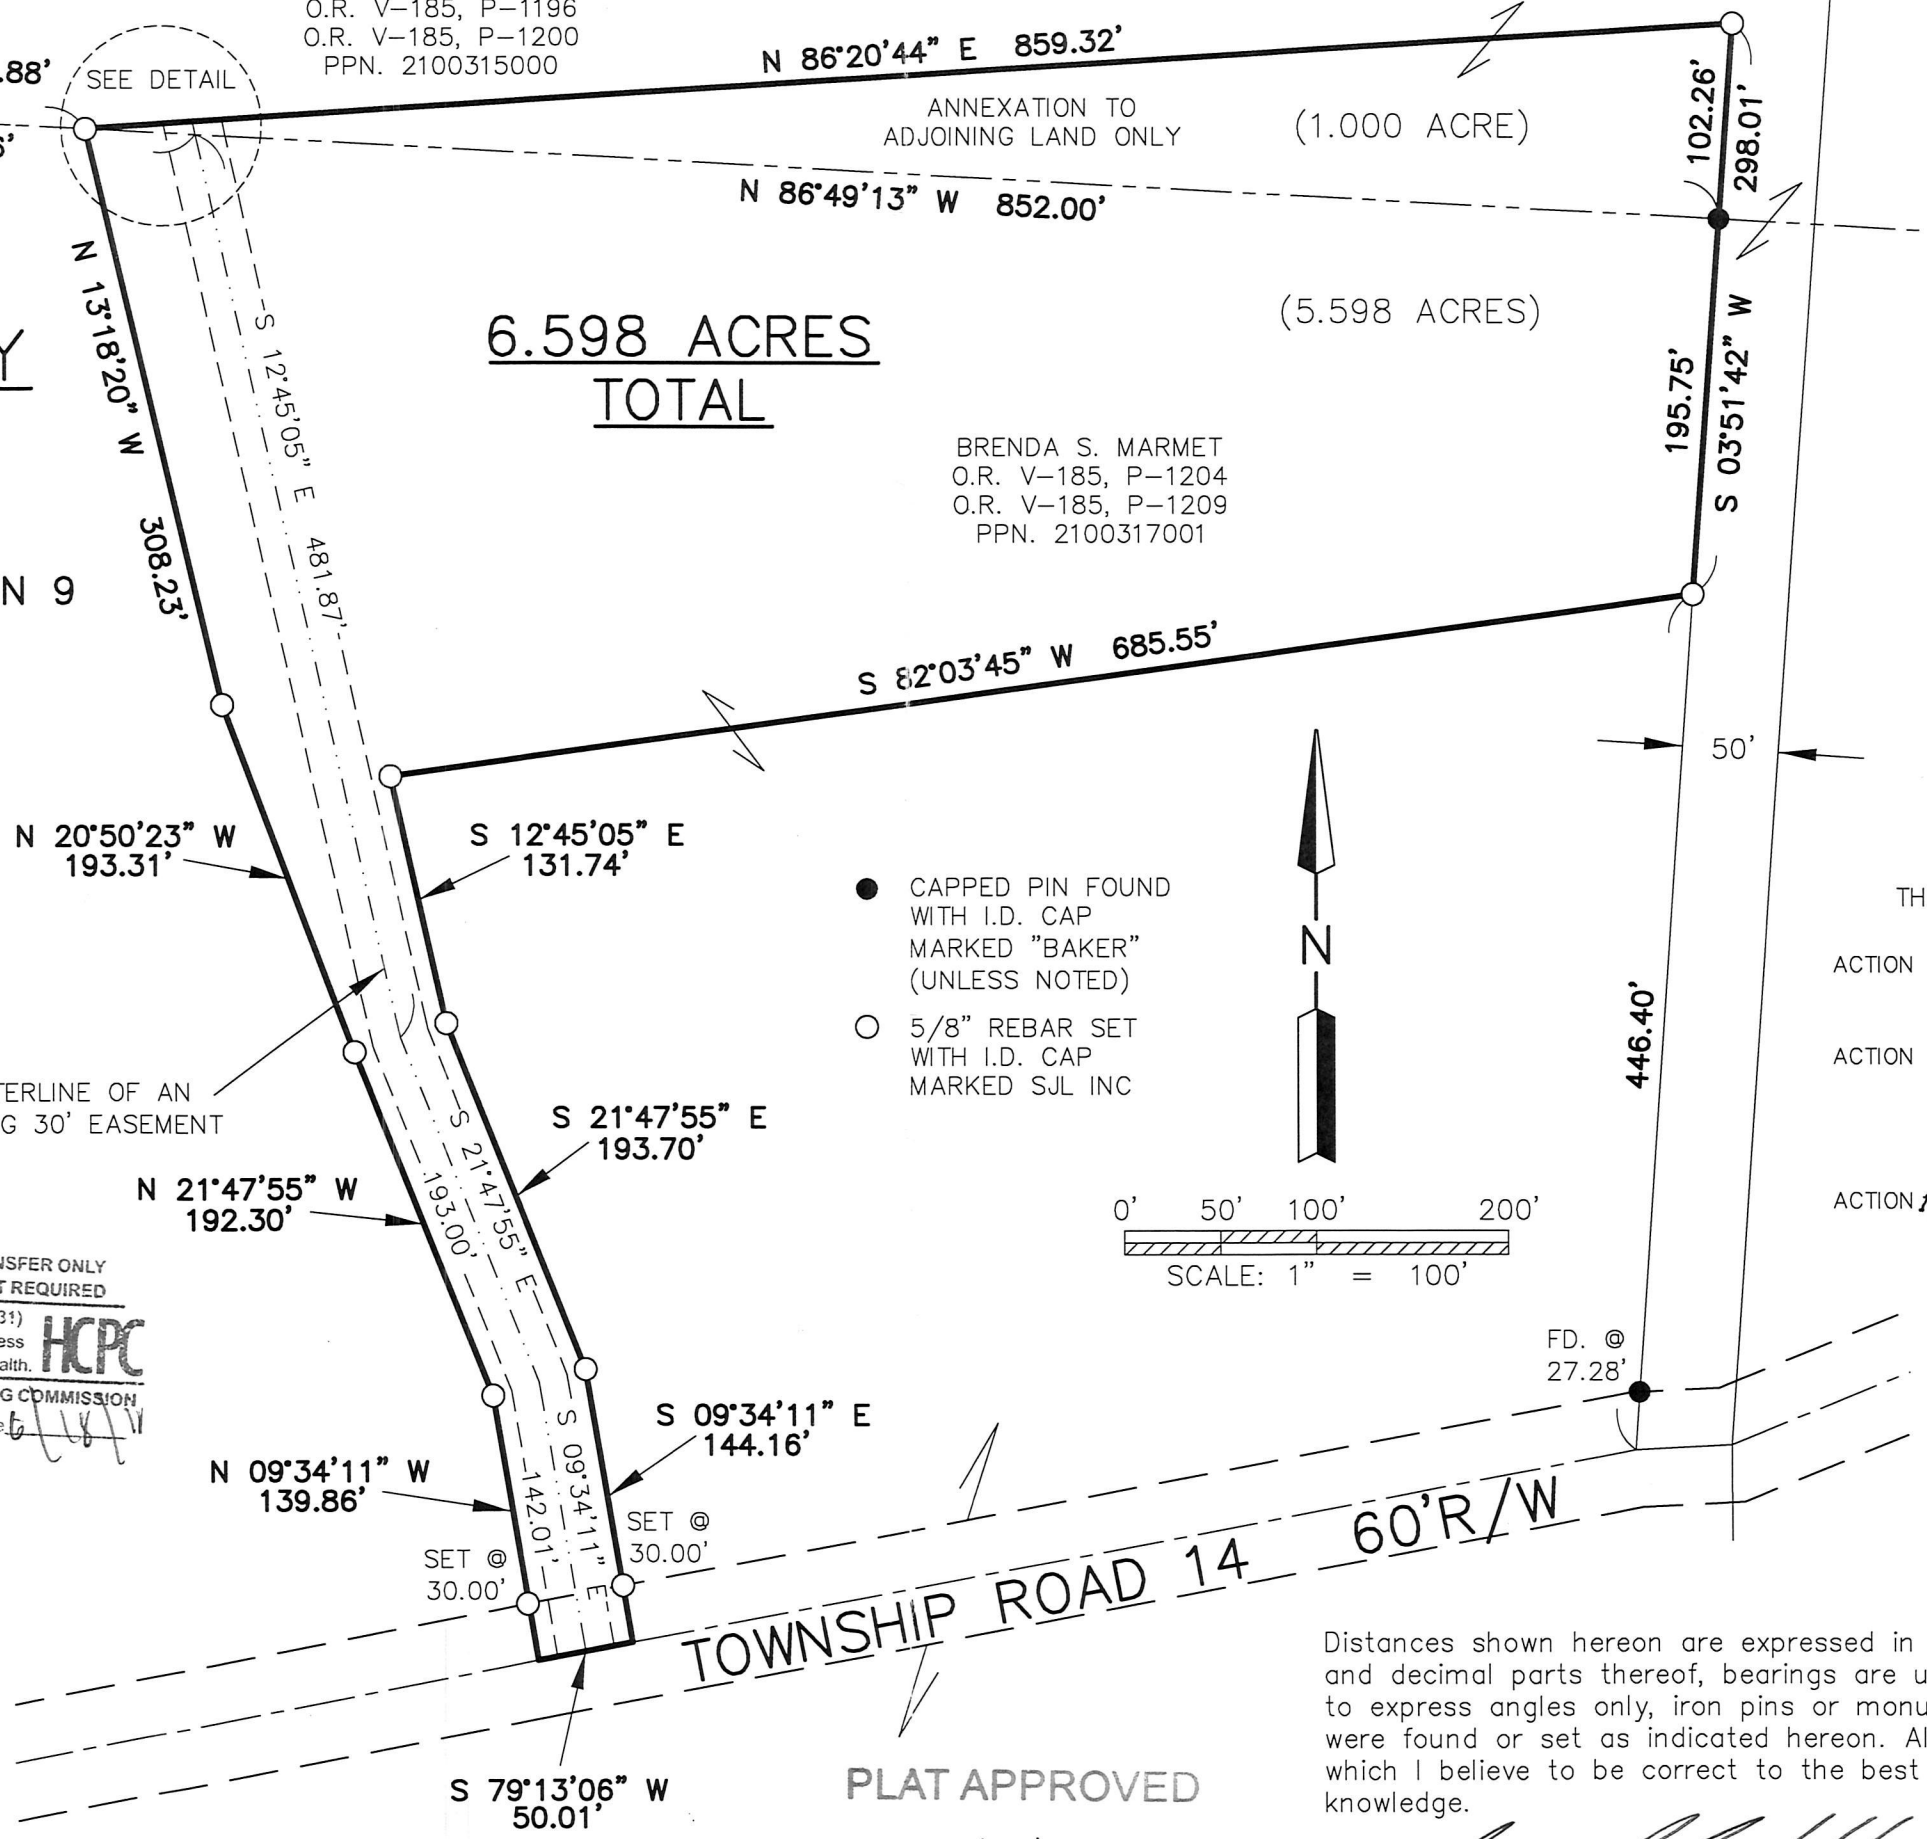 O.R. V-185, P-1196
O.R. V-185, P-1200
PPN. 2100315000
.88'
SEE DETAIL
N 86°20'44" E 859.32'
ANNEXATION TO
ADJOINING LAND ONLY
(1.000 ACRE)
102.26'
298.01'
N 86°49'13" W 852.00'
N 13°18'20" W
308.23'
S 12°45'05" E 481.87'
6.598 ACRES
TOTAL
(5.598 ACRES)
195.75'
S 03°51'42" W
Y
BRENDA S. MARMET
O.R. V-185, P-1204
O.R. V-185, P-1209
PPN. 2100317001
N 9
S 82°03'45" W 685.55'
50'
N 20°50'23" W
193.31'
S 12°45'05" E
131.74'
CAPPED PIN FOUND
WITH I.D. CAP
MARKED "BAKER"
(UNLESS NOTED)
5/8" REBAR SET
WITH I.D. CAP
MARKED SJL INC
N
TH
ACTION
ACTION
ACTION
446.40'
TERLINE OF AN
G 30' EASEMENT
S 21°47'55" E
193.70'
S 21°47'55" E
193.00'
N 21°47'55" W
192.30'
0' 50' 100' 200'
SCALE: 1" = 100'
NSFER ONLY
T REQUIRED
31)
ess
alth.
HCPC
G COMMISSION
FD. @
27.28'
S 09°34'11" E
144.16'
S 09°34'11" E
142.01'
N 09°34'11" W
139.86'
SET @
30.00'
SET @
30.00'
TOWNSHIP ROAD 14 60'R/W
S 79°13'06" W
50.01'
PLAT APPROVED
Distances shown hereon are expressed in
and decimal parts thereof, bearings are u
to express angles only, iron pins or monu
were found or set as indicated hereon. Al
which I believe to be correct to the best
knowledge.